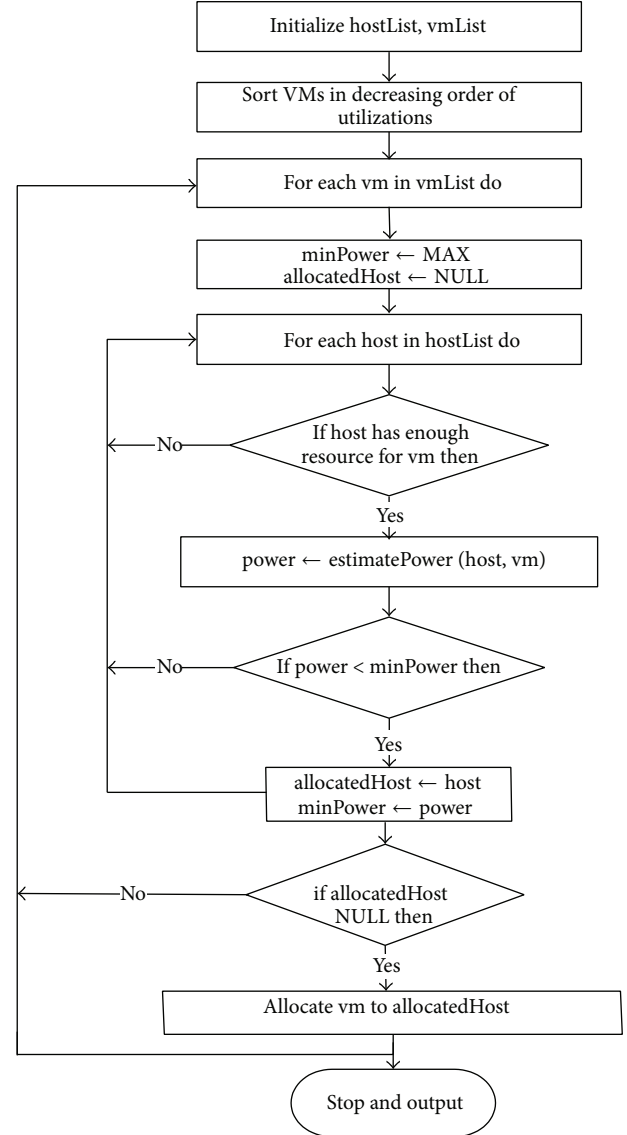 Initialize hostList, vmList
Sort VMs in decreasing order of
utilizations
For each vm in vmList do
minPower ← MAX
allocatedHost ← NULL
For each host in hostList do
If host has enough
resource for vm then
No
Yes
power ← estimatePower (host, vm)
If power < minPower then
No
Yes
allocatedHost ← host
minPower ← power
if allocatedHost
NULL then
No
Yes
Allocate vm to allocatedHost
Stop and output